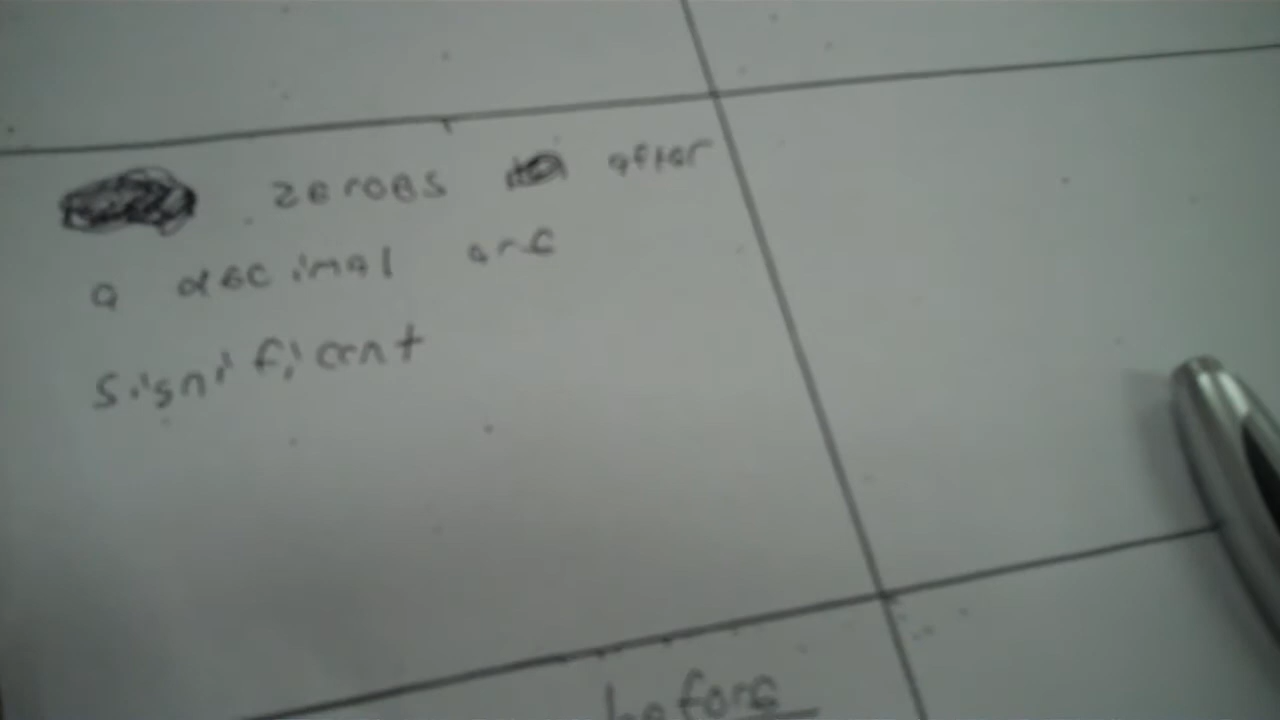 zeroes after
a decimal are
significant
before